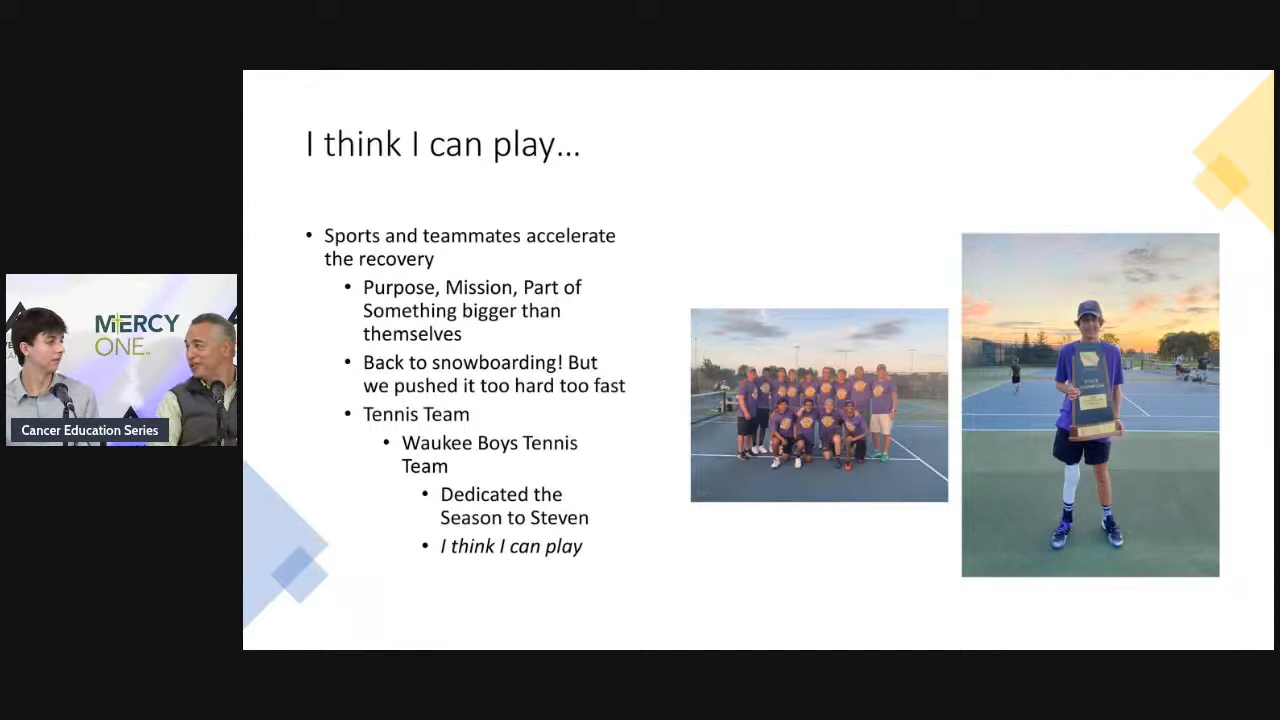 I think I can play...
• Sports and teammates accelerate
the recovery
• Purpose, Mission, Part of
Something bigger than
themselves
• Back to snowboarding! But
we pushed it too hard too fast
• Tennis Team
• Waukee Boys Tennis
Team
• Dedicated the
Season to Steven
• I think I can play
MERCY
ONE
Cancer Education Series
STATE